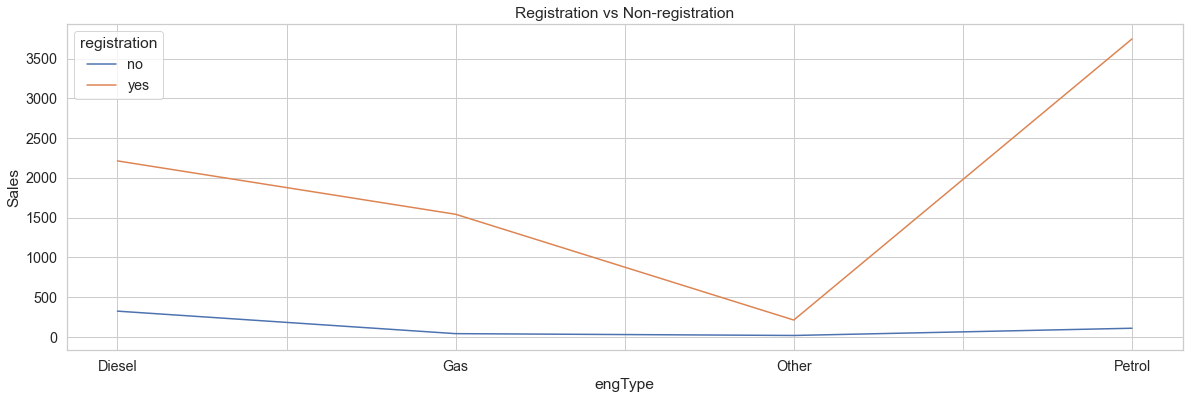 Registration vs Non-registration
registration
no
yes
3500
3000
2500
2000
1500
1000
500
0
Sales
Diesel Gas Other Petrol
engType